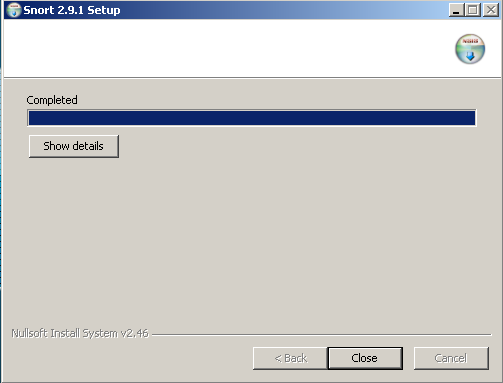 Snort 2.9.1 Setup
Completed
Show details
Nullsoft Install System v2.46
< Back
Close
Cancel